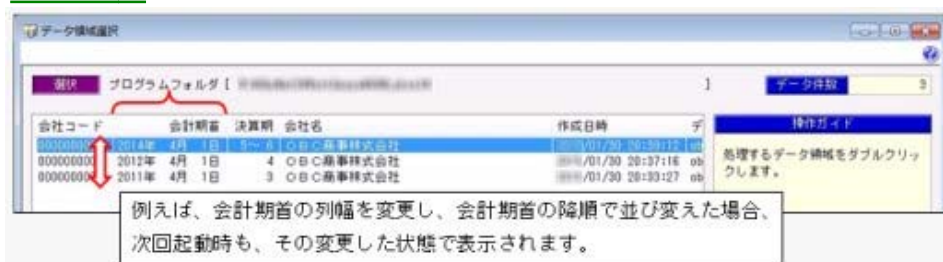 データ領域選択
選択 プログラムフォルダ [ ] データ件数 3
会社コード 会計期首 決算期 会社名 作成日時 デ 操作ガイド
2014年 4月 1日 5～ 6 ＯＢＣ商事株式会社 /01/30 20:39:12 ob
2012年 4月 1日 4 ＯＢＣ商事株式会社 /01/30 20:37:16 ob
2011年 4月 1日 3 ＯＢＣ商事株式会社 /01/30 20:33:27 ob
処理するデータ領域をダブルクリッ
クします。
例えば、会計期首の列幅を変更し、会計期首の降順で並び変えた場合、
次回起動時も、その変更した状態で表示されます。